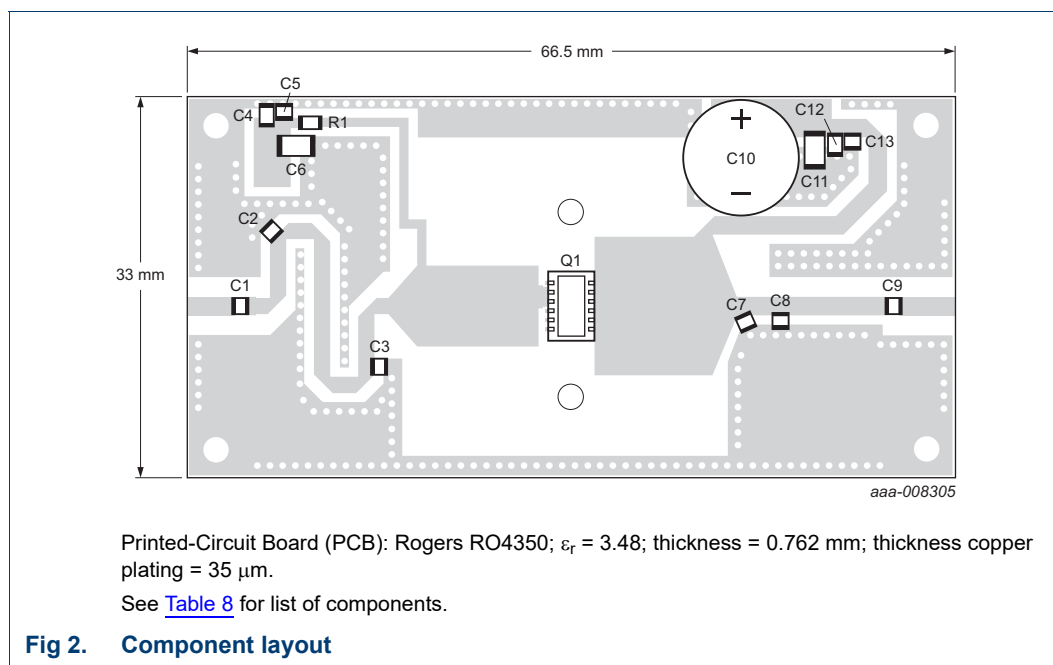 66.5 mm
C5
C4
R1
C6
C12
+
C10
−
C13
C11
C2
33 mm
C1
Q1
C9
C7
C8
C3
aaa-008305
Printed-Circuit Board (PCB): Rogers RO4350; εr = 3.48; thickness = 0.762 mm; thickness copper
plating = 35 μm.
See Table 8 for list of components.
Fig 2. Component layout